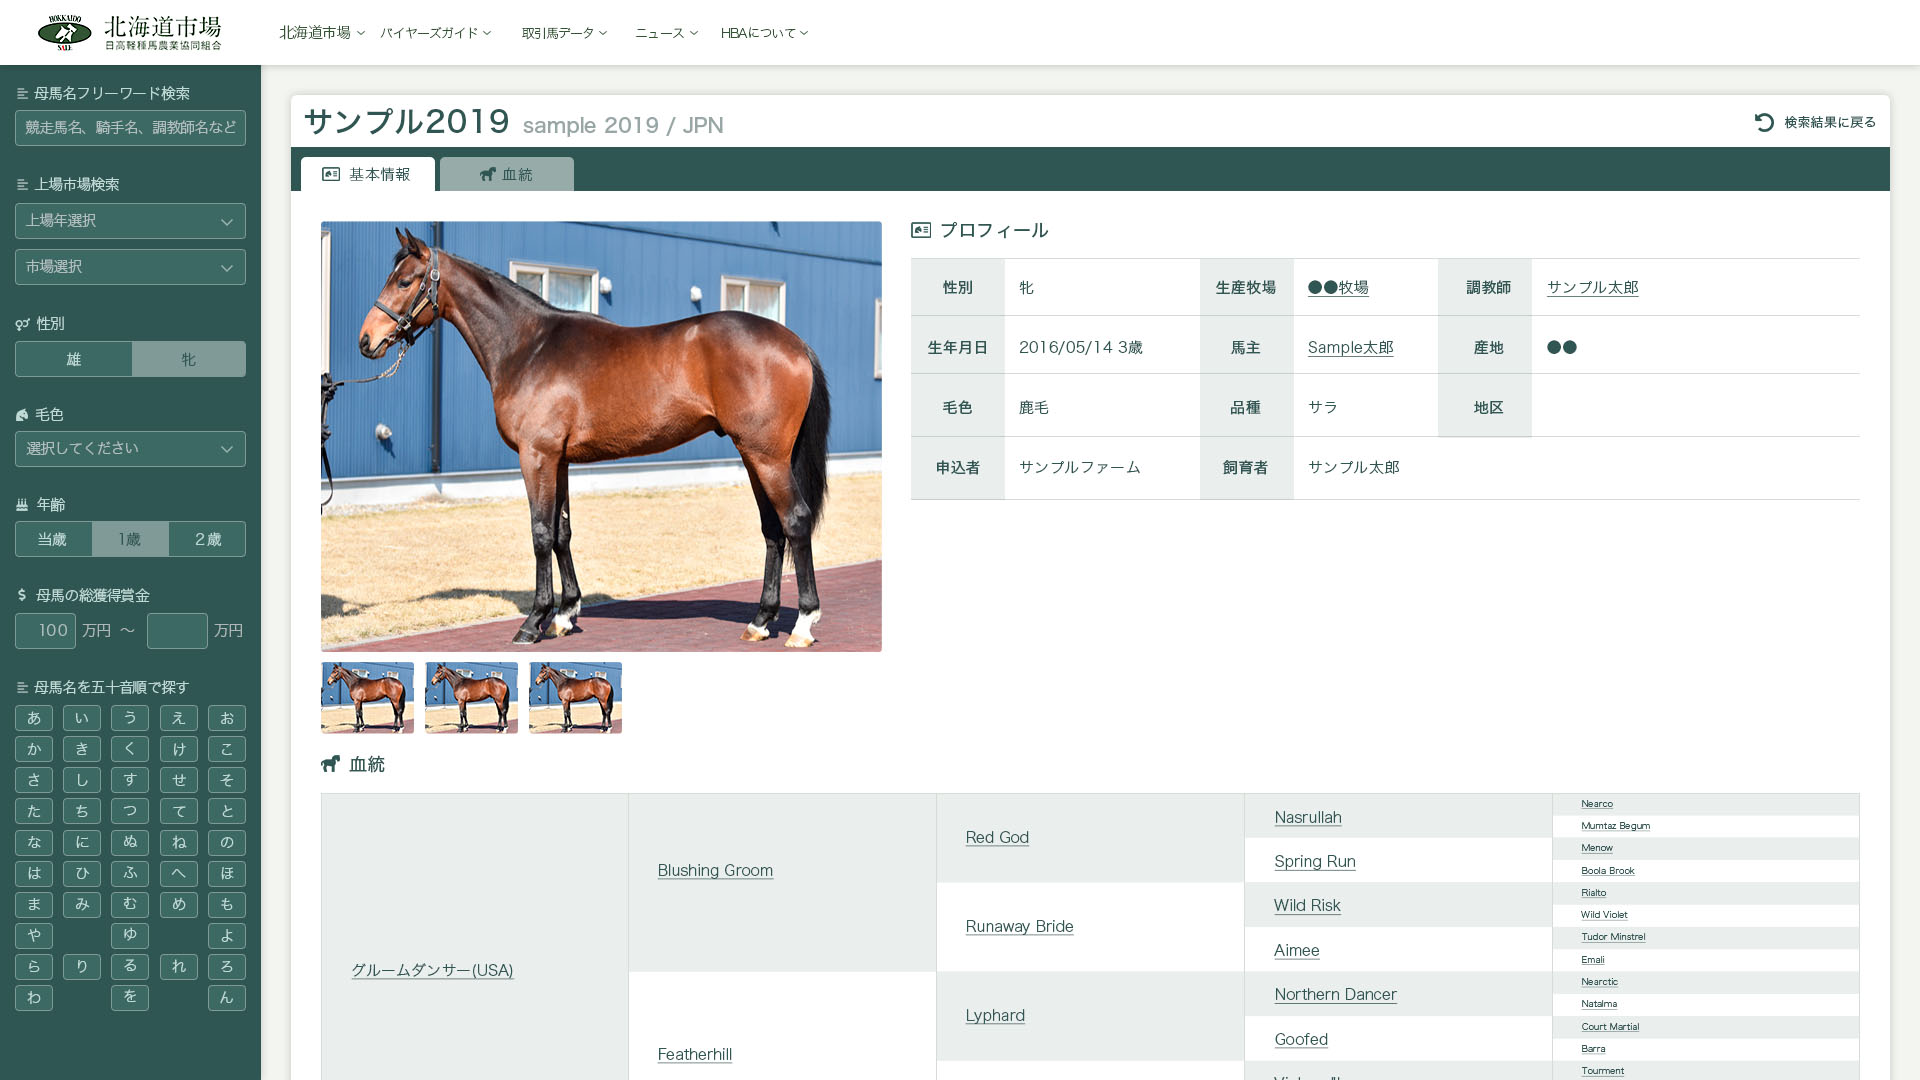 HOKKAIDO
SALE
北海道市場
日高軽種馬農業協同組合
北海道市場
バイヤーズガイド
取引馬データ
ニュース
HBAについて
母馬名フリーワード検索
競走馬名、騎手名、調教師名など
上場市場検索
上場年選択
市場選択
性別
雄
牝
毛色
選択してください
年齢
当歳
1歳
2歳
母馬の総獲得賞金
100 万円 ～ 万円
母馬名を五十音順で探す
あ い う え お
か き く け こ
さ し す せ そ
た ち つ て と
な に ぬ ね の
は ひ ふ へ ほ
ま み む め も
や ゆ よ
ら り る れ ろ
わ を ん
サンプル2019 sample 2019 / JPN
検索結果に戻る
基本情報
血統
プロフィール
性別 牝 生産牧場 ●●牧場 調教師 サンプル太郎
生年月日 2016/05/14 3歳 馬主 Sample太郎 産地 ●●
毛色 鹿毛 品種 サラ 地区
申込者 サンプルファーム 飼育者 サンプル太郎
血統
グルームダンサー(USA)
Blushing Groom
Featherhill
Red God
Runaway Bride
Lyphard
Nasrullah
Spring Run
Wild Risk
Aimee
Northern Dancer
Goofed
Nearco
Mumtaz Begum
Menow
Boola Brook
Rialto
Wild Violet
Tudor Minstrel
Emali
Nearctic
Natalma
Court Martial
Barra
Tourment